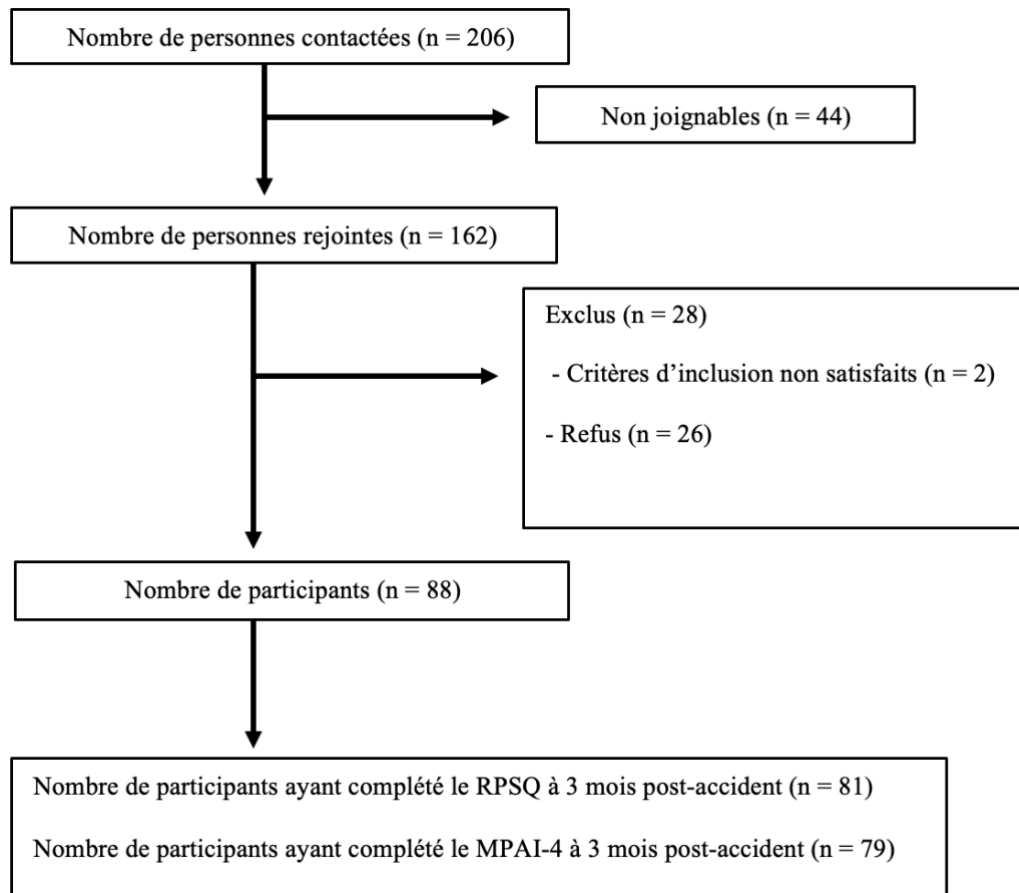 Nombre de personnes contactées (n = 206)
Non joignables (n = 44)
Nombre de personnes rejointes (n = 162)
Exclus (n = 28)
- Critères d’inclusion non satisfaits (n = 2)
- Refus (n = 26)
Nombre de participants (n = 88)
Nombre de participants ayant complété le RPSQ à 3 mois post-accident (n = 81)
Nombre de participants ayant complété le MPAI-4 à 3 mois post-accident (n = 79)